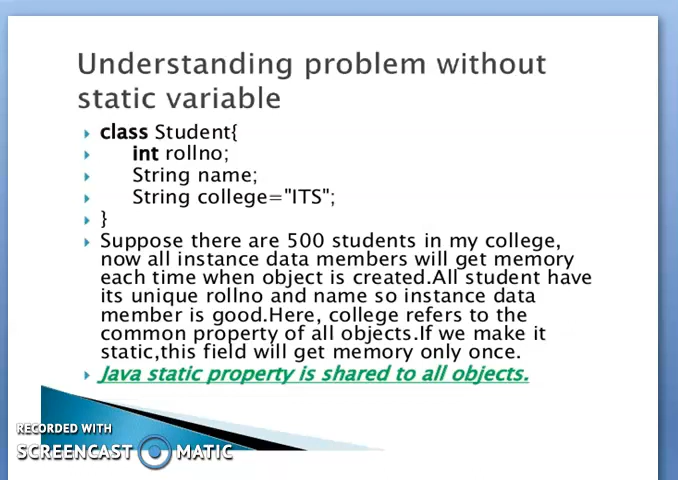 Understanding problem without
static variable
class Student{
int rollno;
String name;
String college="ITS";
}
Suppose there are 500 students in my college,
now all instance data members will get memory
each time when object is created.All student have
its unique rollno and name so instance data
member is good.Here, college refers to the
common property of all objects.If we make it
static,this field will get memory only once.
Java static property is shared to all objects.
RECORDED WITH
SCREENCAST MATIC